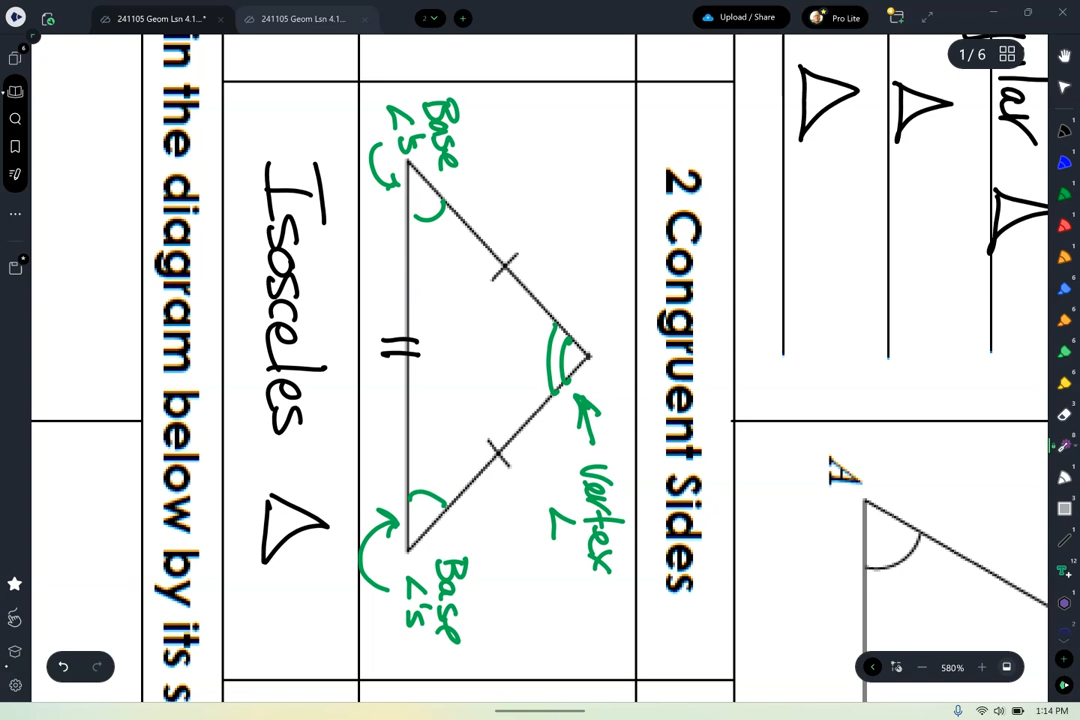 241105 Geom Lsn 4.1...*
241105 Geom Lsn 4.1...
2
Upload / Share
Pro Lite
1 / 6
2 Congruent Sides
Base
∠'s
Vertex
∠
Base
∠'s
Isosceles △
in the diagram below by its s
A
580%
1:14 PM